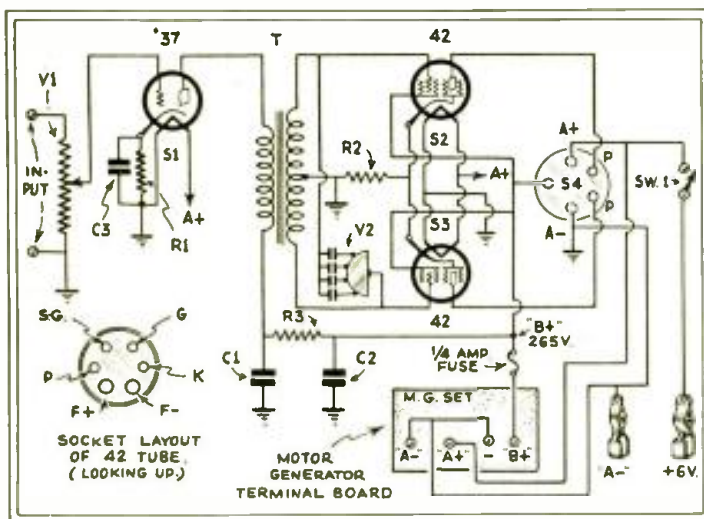 '37
T
42
V1
IN-
PUT
C3
S1
R1
A+
R2
S2
A+
V2
S3
42
A+
P
S4
P
A-
SW. 1
S.G.
G
P
K
F+
F-
SOCKET LAYOUT
OF 42 TUBE
(LOOKING UP.)
R3
C1
C2
"B+"
265V.
1/4 AMP.
FUSE
M.G. SET
A-
"A+"
-
"B+"
MOTOR
GENERATOR
TERMINAL BOARD
"A-"
+6V.